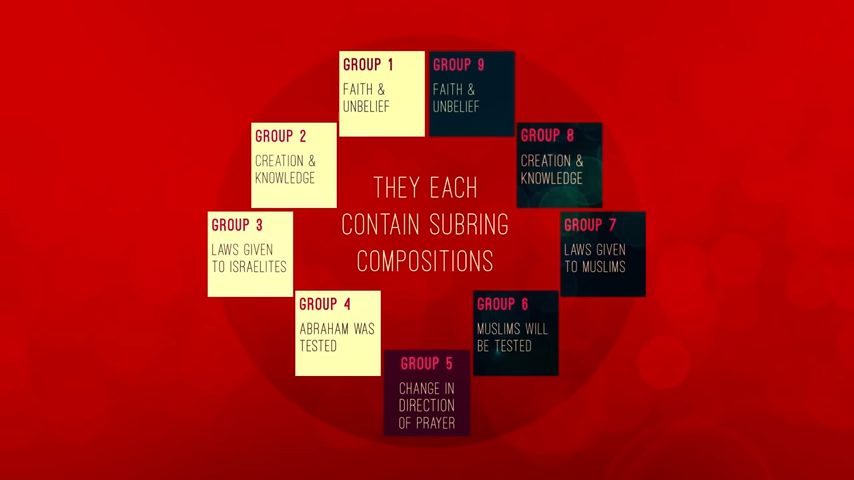 GROUP 1
FAITH &
UNBELIEF
GROUP 9
FAITH &
UNBELIEF
GROUP 2
CREATION &
KNOWLEDGE
GROUP 8
CREATION &
KNOWLEDGE
THEY EACH
CONTAIN SUBRING
COMPOSITIONS
GROUP 3
LAWS GIVEN
TO ISRAELITES
GROUP 7
LAWS GIVEN
TO MUSLIMS
GROUP 4
ABRAHAM WAS
TESTED
GROUP 6
MUSLIMS WILL
BE TESTED
GROUP 5
CHANGE IN
DIRECTION
OF PRAYER